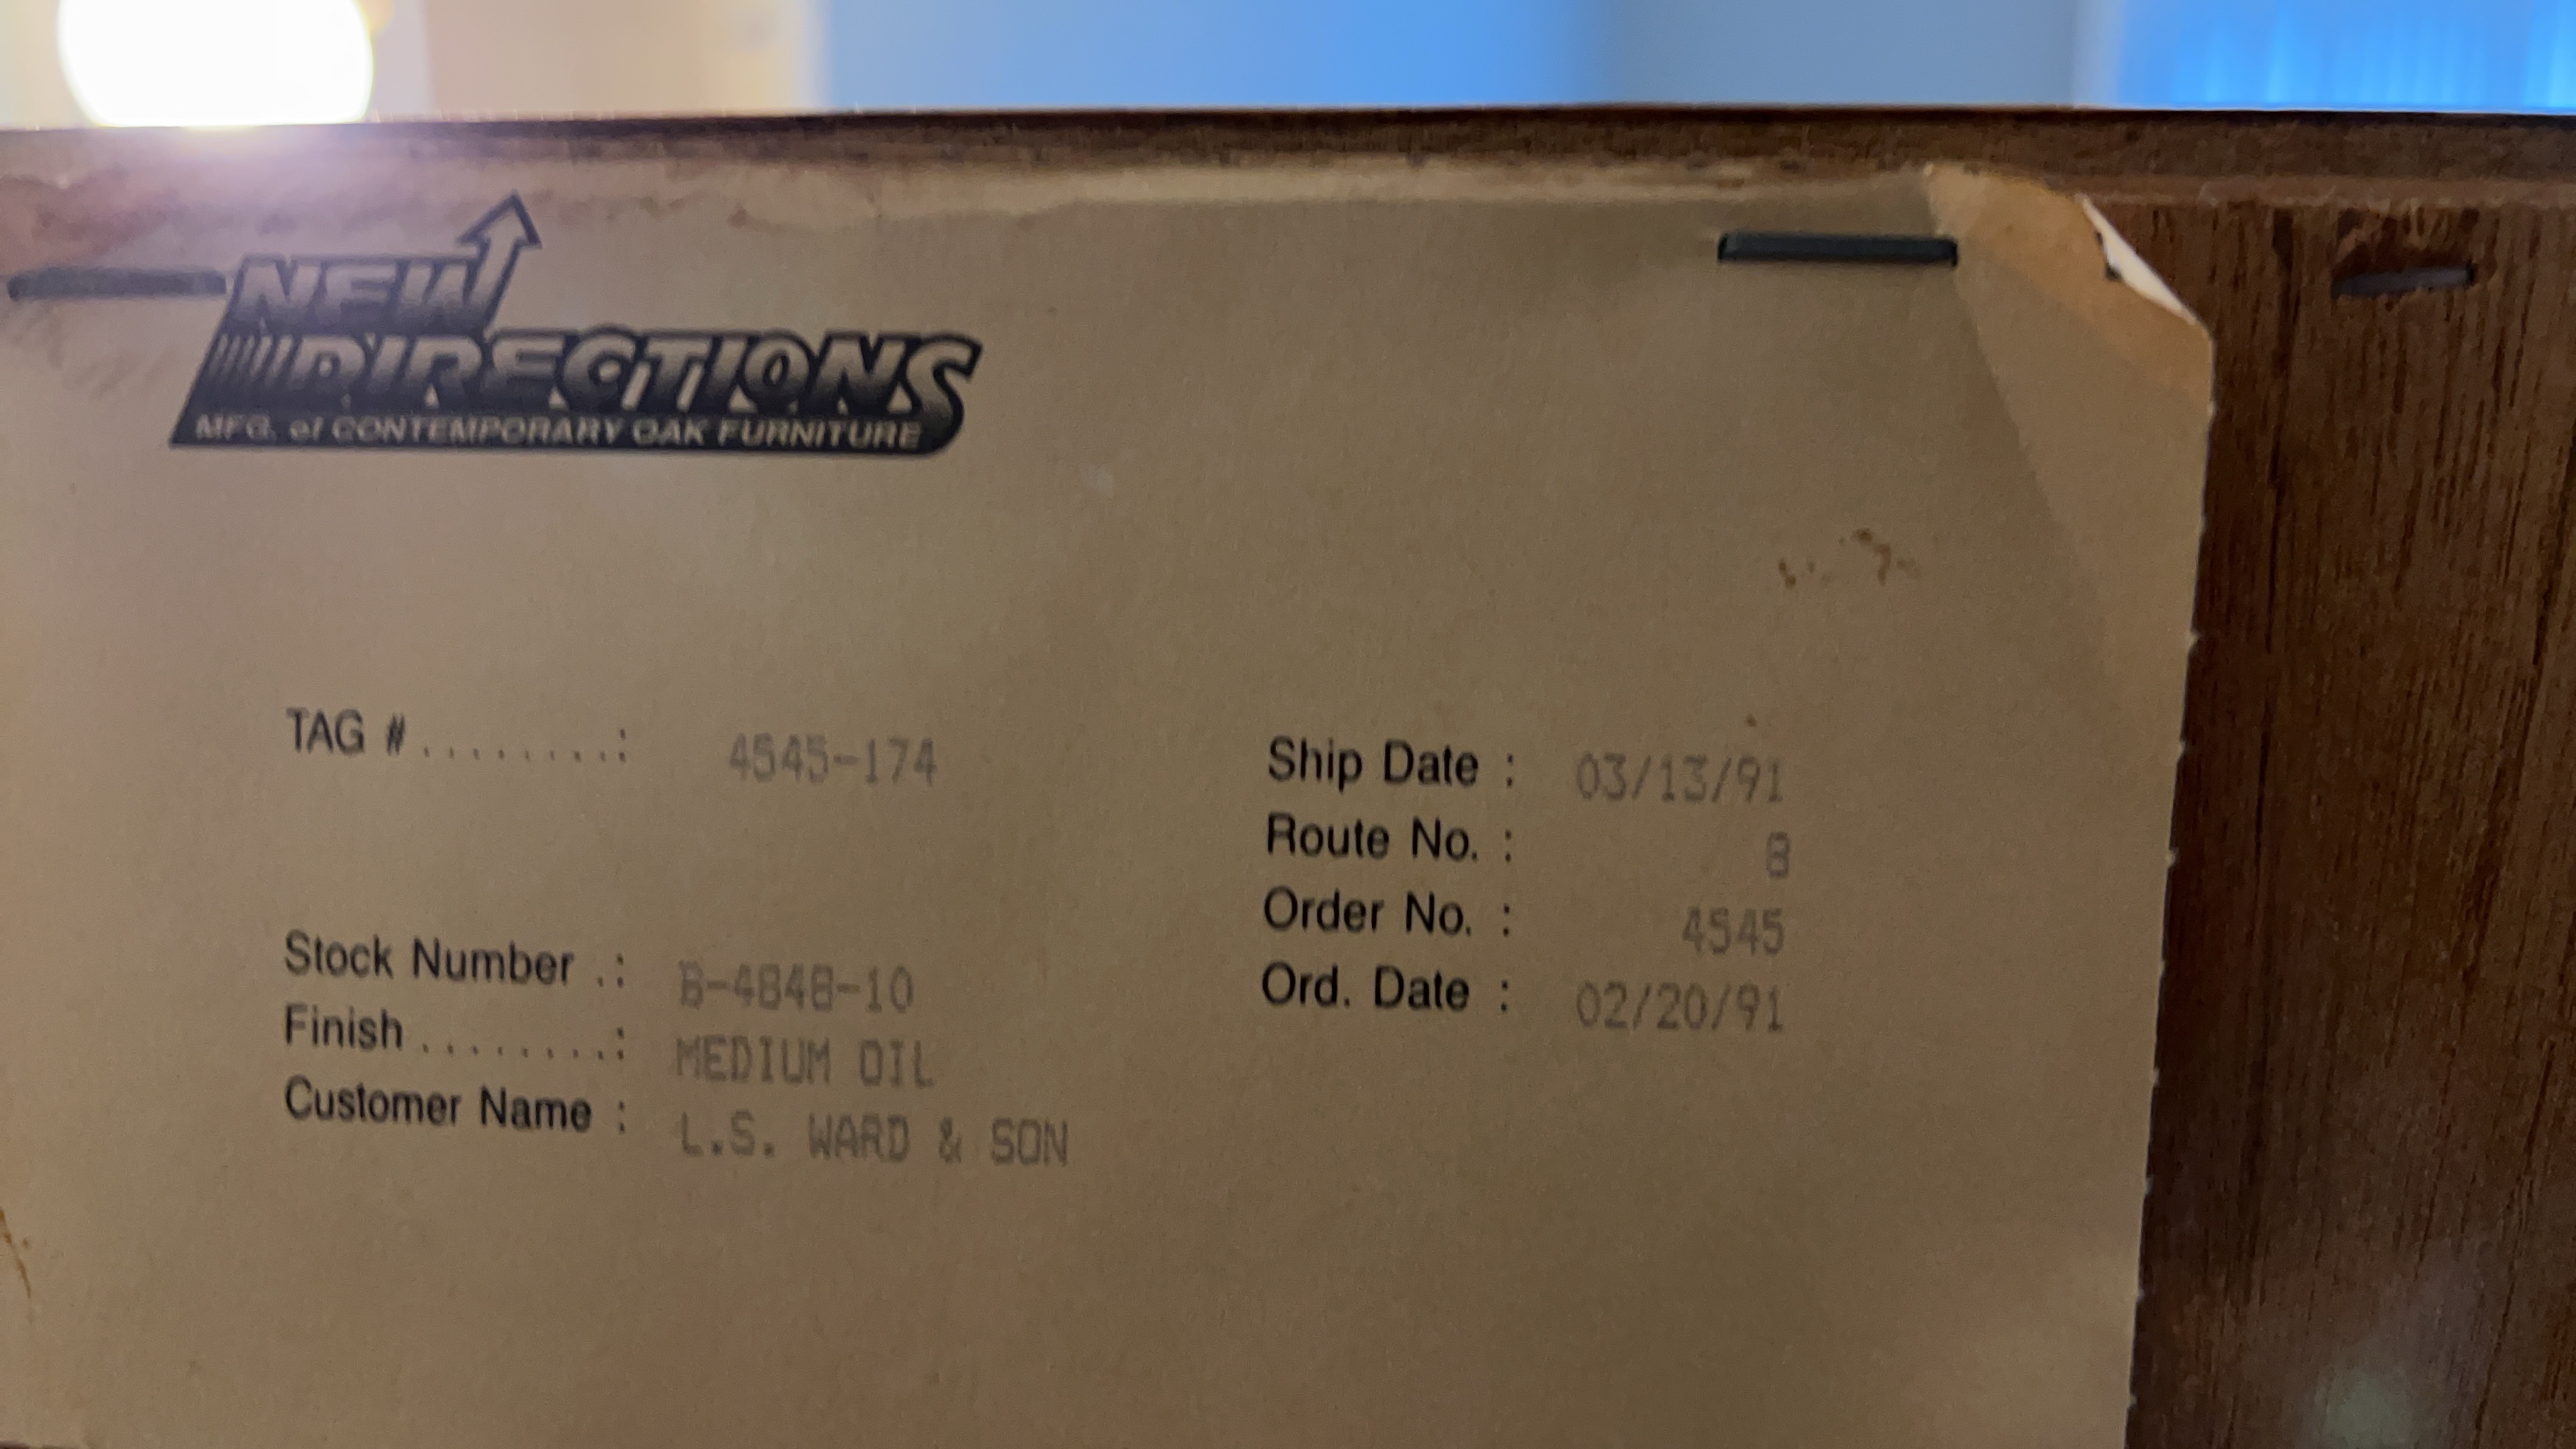 NEW
DIRECTIONS
MFG. of CONTEMPORARY OAK FURNITURE
TAG # ........: 4545-174
Stock Number .: B-4848-10
Finish ........: MEDIUM OIL
Customer Name : L.S. WARD & SON
Ship Date : 03/13/91
Route No. : 8
Order No. : 4545
Ord. Date : 02/20/91